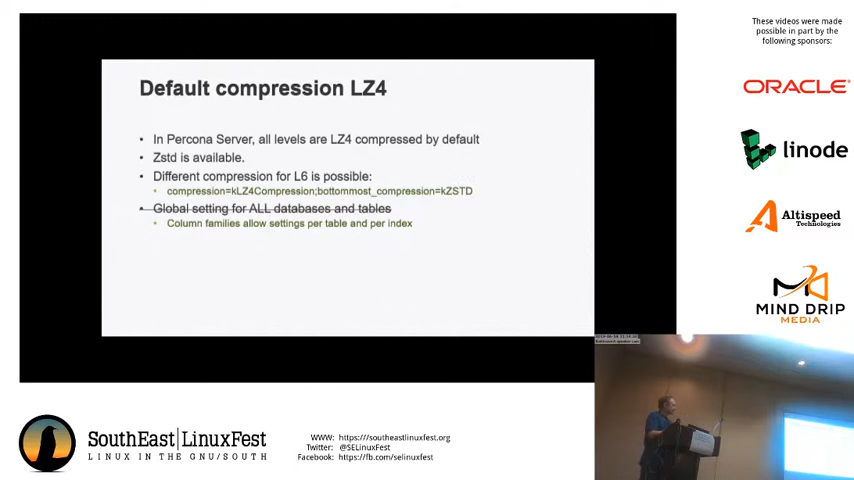 These videos were made
possible in part by the
following sponsors:
Default compression LZ4
• In Percona Server, all levels are LZ4 compressed by default
• Zstd is available.
• Different compression for L6 is possible:
• compression=kLZ4Compression;bottommost_compression=kZSTD
• Global setting for ALL databases and tables
• Column families allow settings per table and per index
ORACLE
linode
Altispeed
Technologies
MIND DRIP
MEDIA
SouthEast|LinuxFest
LINUX IN THE GNU/SOUTH
WWW: https:///southeastlinuxfest.org
Twitter: @SELinuxFest
Facebook: https://fb.com/selinuxfest